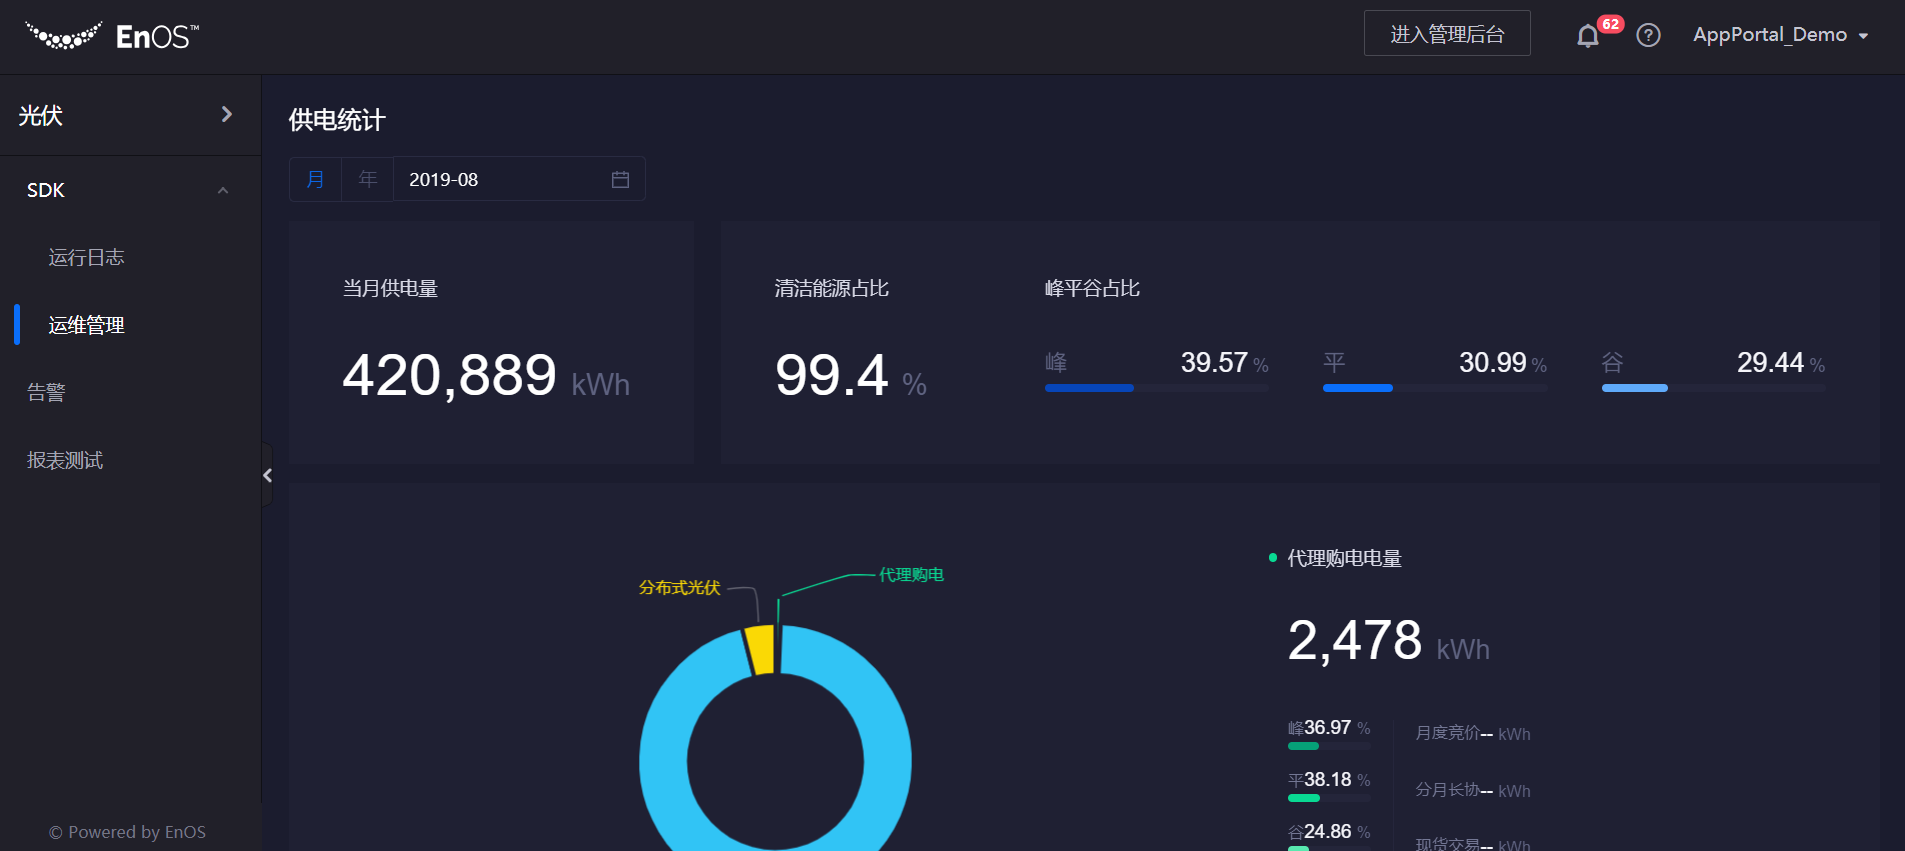 EnOS™
进入管理后台
62
?
AppPortal_Demo
光伏
SDK
运行日志
运维管理
告警
报表测试
© Powered by EnOS
供电统计
月 年 2019-08
当月供电量
420,889 kWh
清洁能源占比
99.4 %
峰平谷占比
峰 39.57 %
平 30.99 %
谷 29.44 %
分布式光伏
代理购电
代理购电电量
2,478 kWh
峰36.97 %
平38.18 %
谷24.86 %
月度竞价-- kWh
分月长协-- kWh
现货交易-- kWh